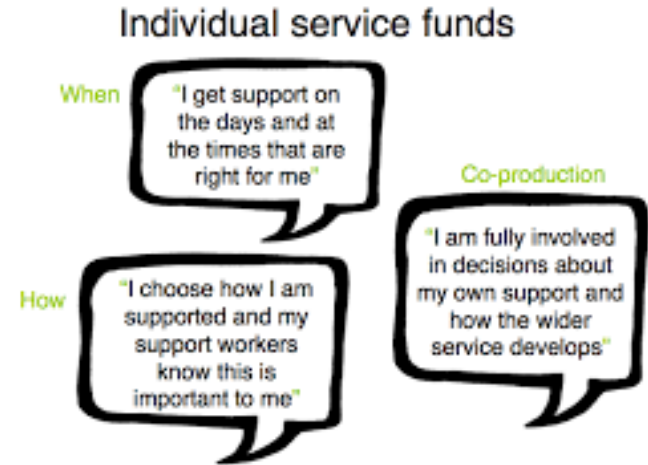 Individual service funds
When
"I get support on
the days and at
the times that are
right for me"
Co-production
"I am fully involved
in decisions about
my own support and
how the wider
service develops"
How
"I choose how I am
supported and my
support workers
know this is
important to me"